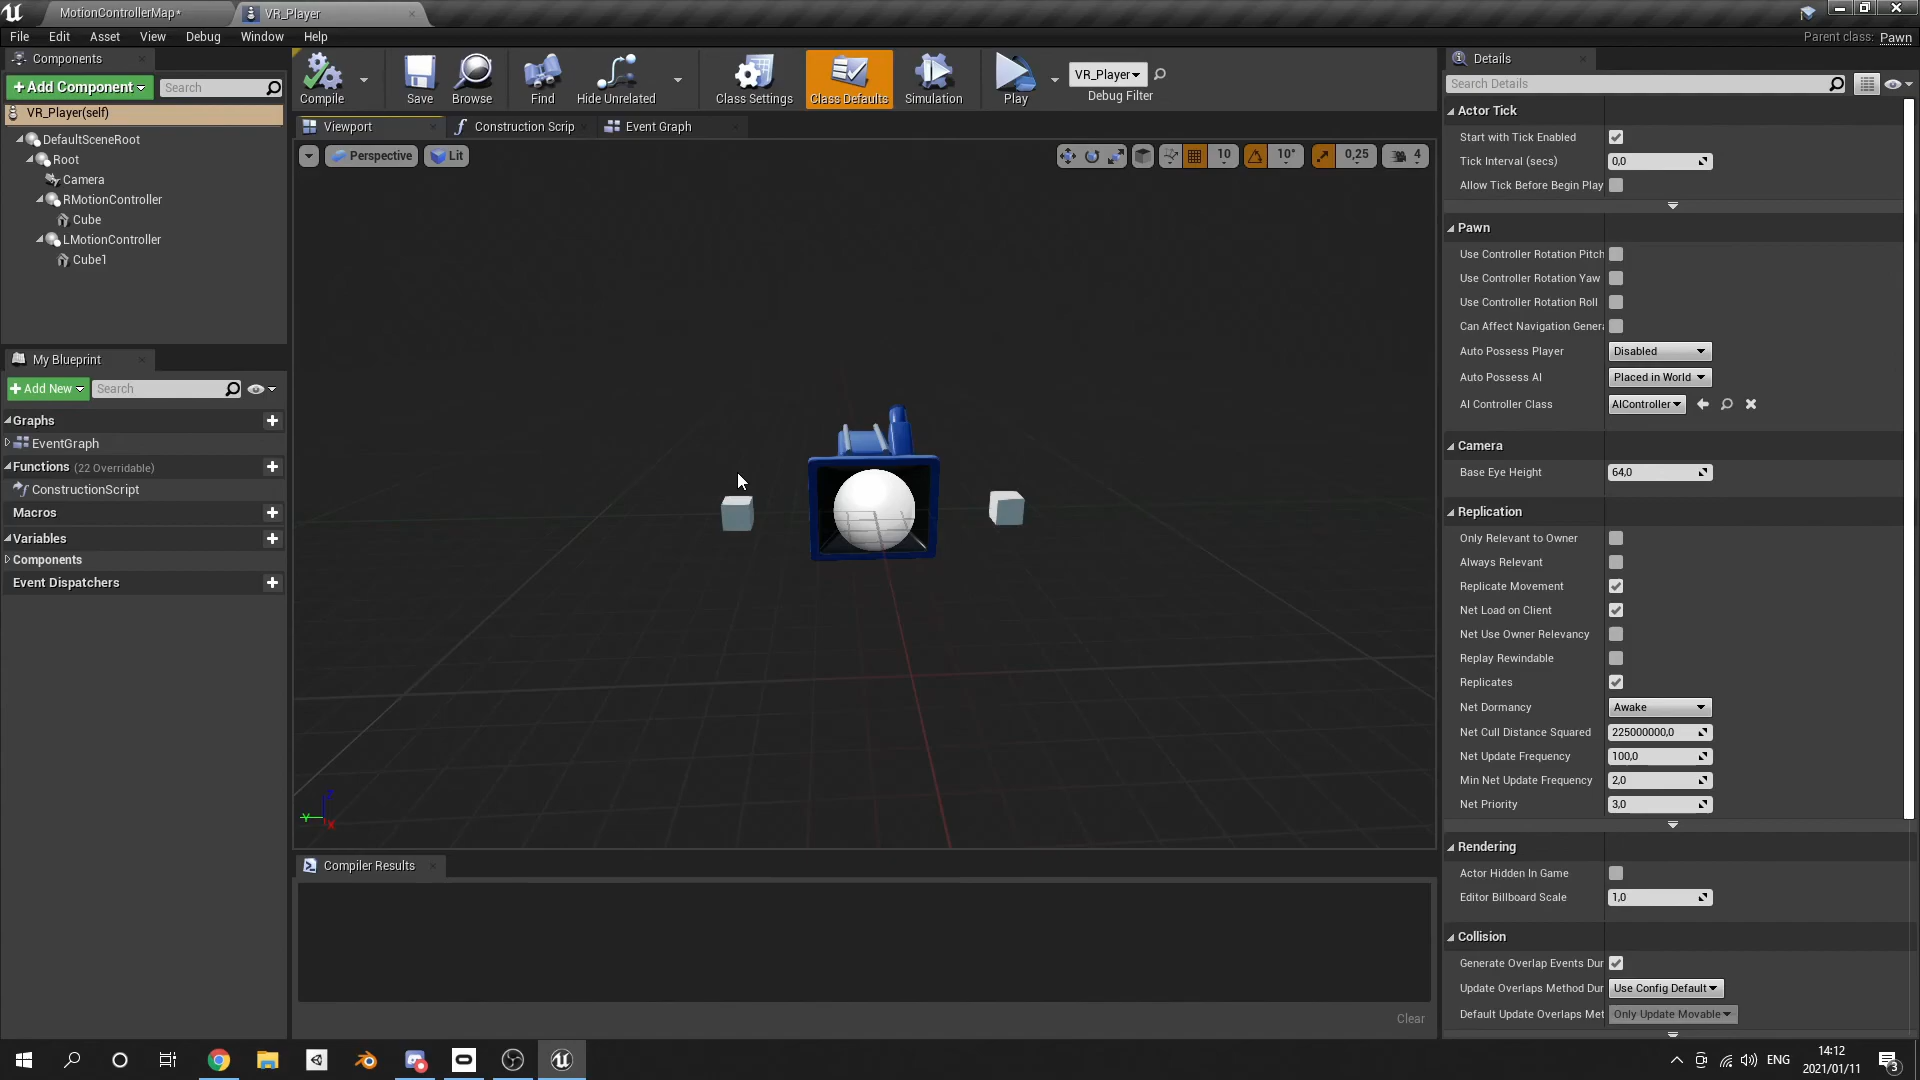 MotionControllerMap*
VR_Player
File Edit Asset View Debug Window Help
Parent class: Pawn
Components
+Add Component
Search
VR_Player(self)
DefaultSceneRoot
Root
Camera
RMotionController
Cube
LMotionController
Cube1
My Blueprint
+Add New
Search
Graphs
EventGraph
Functions (22 Overridable)
ConstructionScript
Macros
Variables
Components
Event Dispatchers
Compile
Save
Browse
Find
Hide Unrelated
Class Settings
Class Defaults
Simulation
Play
VR_Player
Debug Filter
Viewport
Construction Scrip
Event Graph
Perspective
Lit
10
10°
0,25
4
Z
Y
X
Compiler Results
Clear
Details
Search Details
Actor Tick
Start with Tick Enabled
Tick Interval (secs) 0,0
Allow Tick Before Begin Play
Pawn
Use Controller Rotation Pitch
Use Controller Rotation Yaw
Use Controller Rotation Roll
Can Affect Navigation Genera
Auto Possess Player Disabled
Auto Possess AI Placed in World
AI Controller Class AIController
Camera
Base Eye Height 64,0
Replication
Only Relevant to Owner
Always Relevant
Replicate Movement
Net Load on Client
Net Use Owner Relevancy
Replay Rewindable
Replicates
Net Dormancy Awake
Net Cull Distance Squared 225000000,0
Net Update Frequency 100,0
Min Net Update Frequency 2,0
Net Priority 3,0
Rendering
Actor Hidden In Game
Editor Billboard Scale 1,0
Collision
Generate Overlap Events Dur
Update Overlaps Method Dur Use Config Default
Default Update Overlaps Met Only Update Movable
ENG
14:12
2021/01/11
3